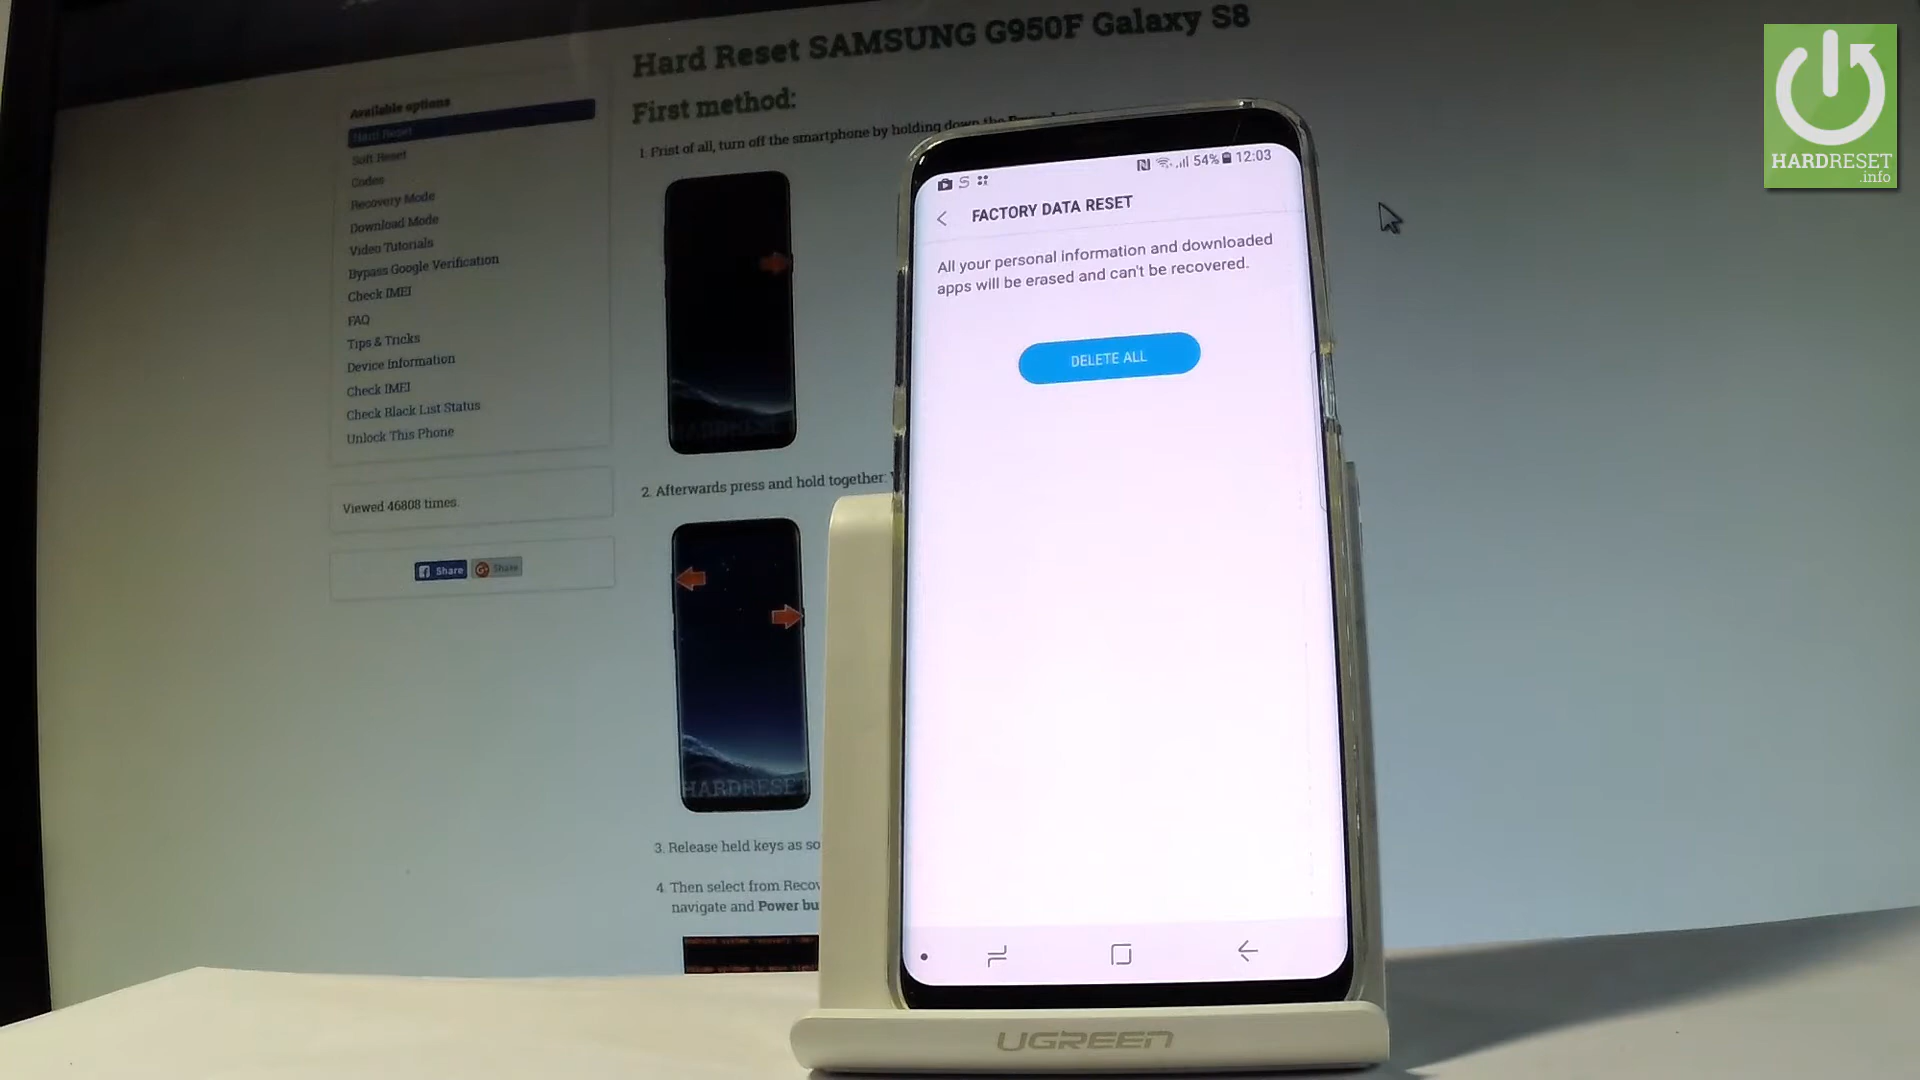 Hard Reset SAMSUNG G950F Galaxy S8
First method:
1. Frist of all, turn off the smartphone by holding down the
Available options
Hard Reset
Soft Reset
Codes
Recovery Mode
Download Mode
Video Tutorials
Bypass Google Verification
Check IMEI
FAQ
Tips & Tricks
Device Information
Check IMEI
Check Black List Status
Unlock This Phone
Viewed 46808 times.
Share
Share
HARDRESET
2. Afterwards press and hold together:
HARDRESET
3. Release held keys as so
4. Then select from Recov
navigate and Power bu
54% 12:03
FACTORY DATA RESET
All your personal information and downloaded
apps will be erased and can't be recovered.
DELETE ALL
UGREEN
HARDRESET
.info